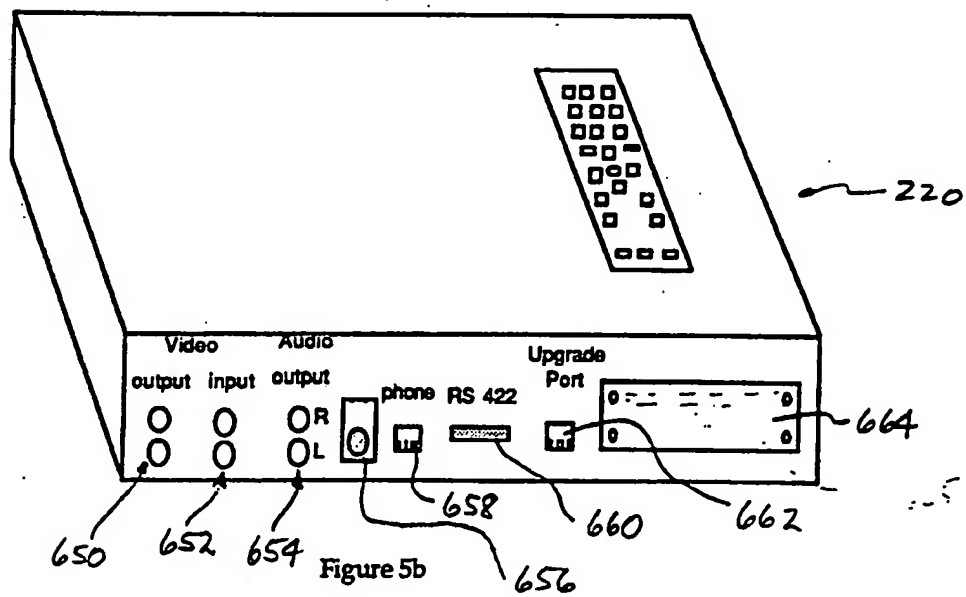 220
Video Audio
output input output
R
L
phone
RS 422
Upgrade
Port
664
650
652
654
Figure 5b
656
658
660
662